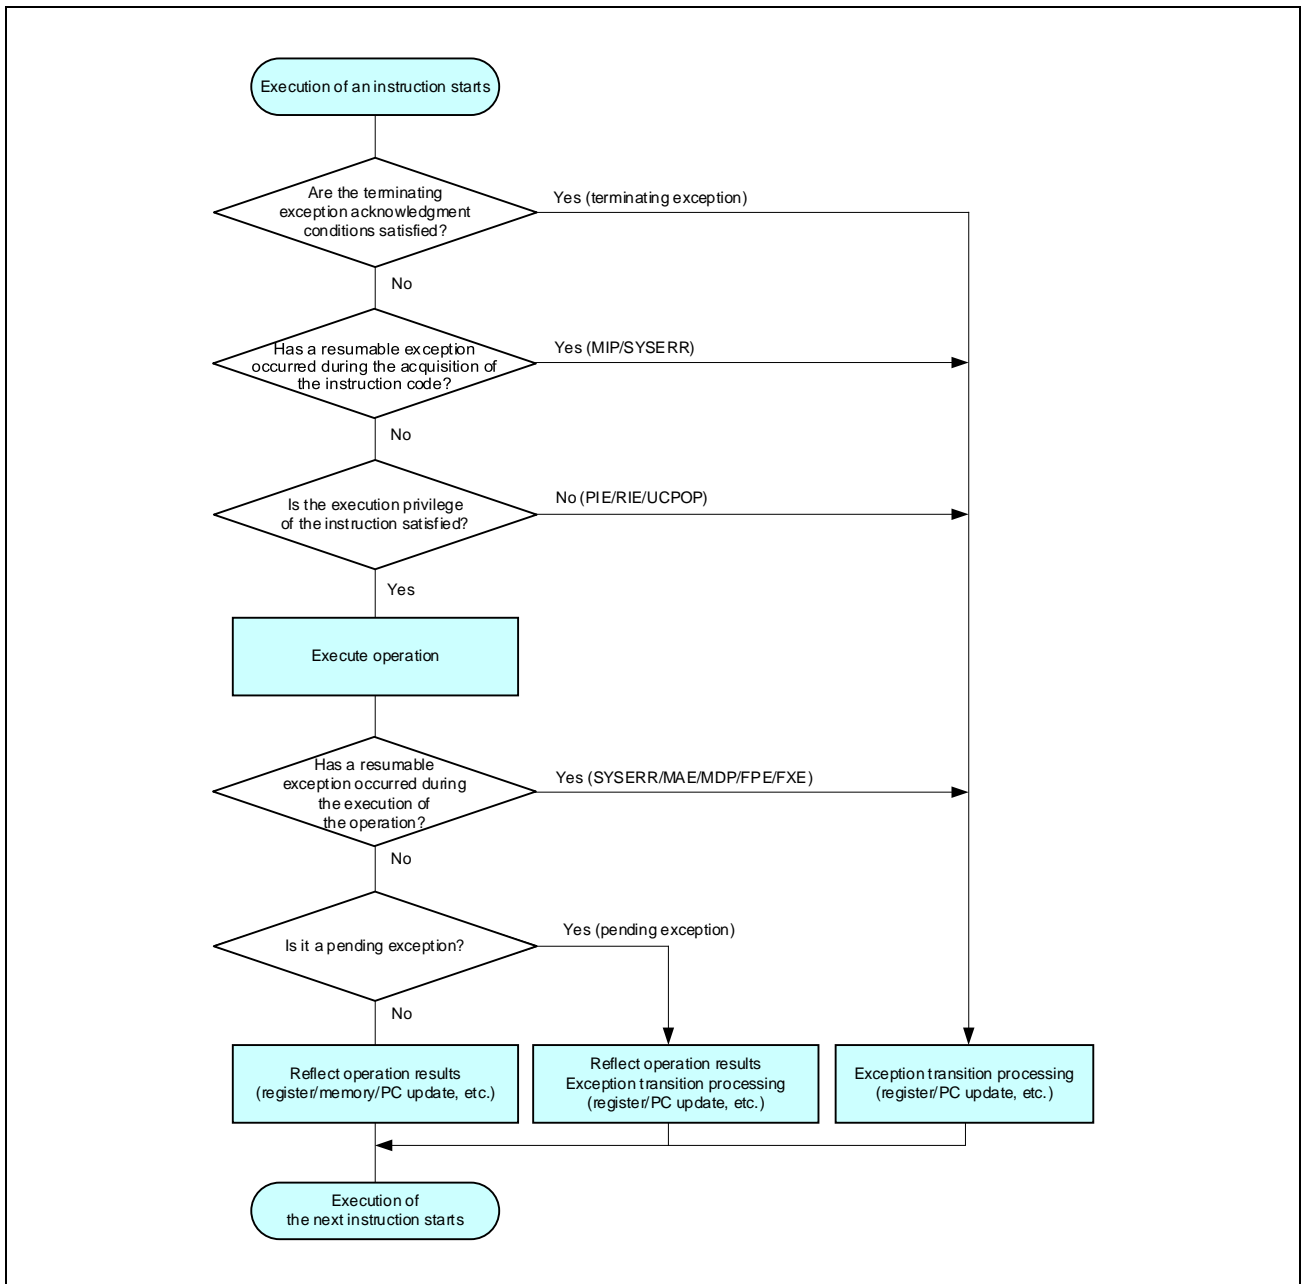 Execution of an instruction starts
Are the terminating
exception acknowledgment
conditions satisfied?
Yes (terminating exception)
No
Has a resumable exception
occurred during the acquisition of
the instruction code?
Yes (MIP/SYSERR)
No
Is the execution privilege
of the instruction satisfied?
No (PIE/RIE/UCPOP)
Yes
Execute operation
Has a resumable
exception occurred during
the execution of
the operation?
Yes (SYSERR/MAE/MDP/FPE/FXE)
No
Is it a pending exception?
Yes (pending exception)
No
Reflect operation results
(register/memory/PC update, etc.)
Reflect operation results
Exception transition processing
(register/PC update, etc.)
Exception transition processing
(register/PC update, etc.)
Execution of
the next instruction starts